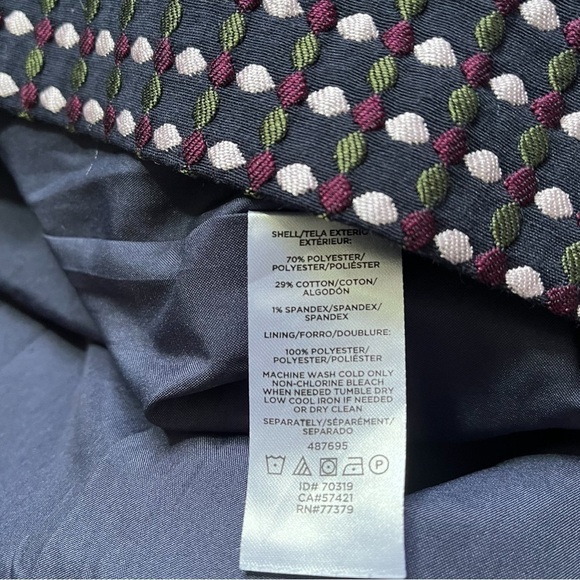 SHELL/TELA EXTERIO
EXTÉRIEUR:
70% POLYESTER/
POLYESTER/POLIÉSTER
29% COTTON/COTON/
ALGODÓN
1% SPANDEX/SPANDEX/
SPANDEX
LINING/FORRO/DOUBLURE:
100% POLYESTER/
POLYESTER/POLIÉSTER
MACHINE WASH COLD ONLY
NON-CHLORINE BLEACH
WHEN NEEDED TUMBLE DRY
LOW COOL IRON IF NEEDED
OR DRY CLEAN
SEPARATELY/SÉPARÉMENT/
SEPARADO
487695
P
ID# 70319
CA#57421
RN#77379